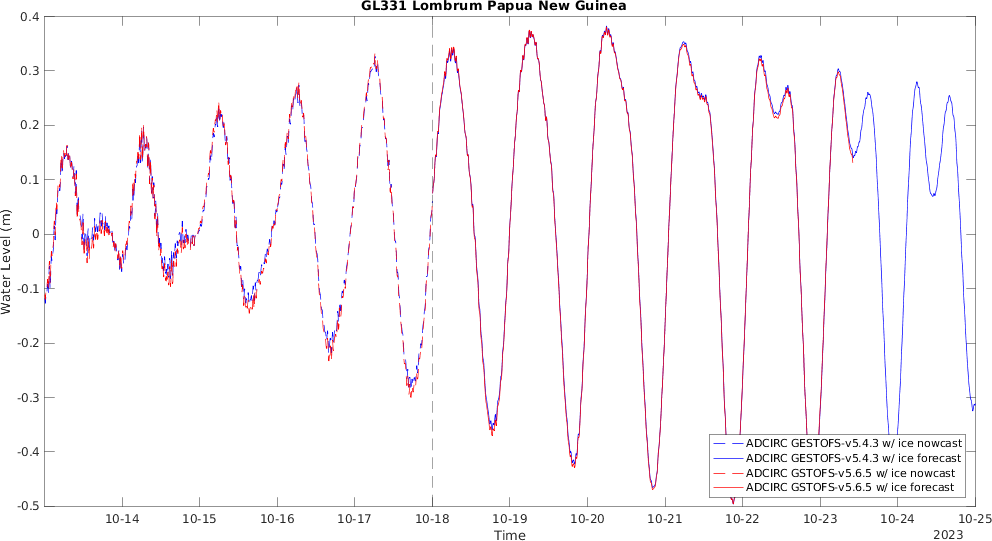 GL331 Lombrum Papua New Guinea
0.4
0.3
0.2
0.1
0
-0.1
-0.2
-0.3
-0.4
-0.5
Water Level (m)
ADCIRC GESTOFS-v5.4.3 w/ ice nowcast
ADCIRC GESTOFS-v5.4.3 w/ ice forecast
ADCIRC GSTOFS-v5.6.5 w/ ice nowcast
ADCIRC GSTOFS-v5.6.5 w/ ice forecast
10-14 10-15 10-16 10-17 10-18 10-19 10-20 10-21 10-22 10-23 10-24 10-25
Time
2023